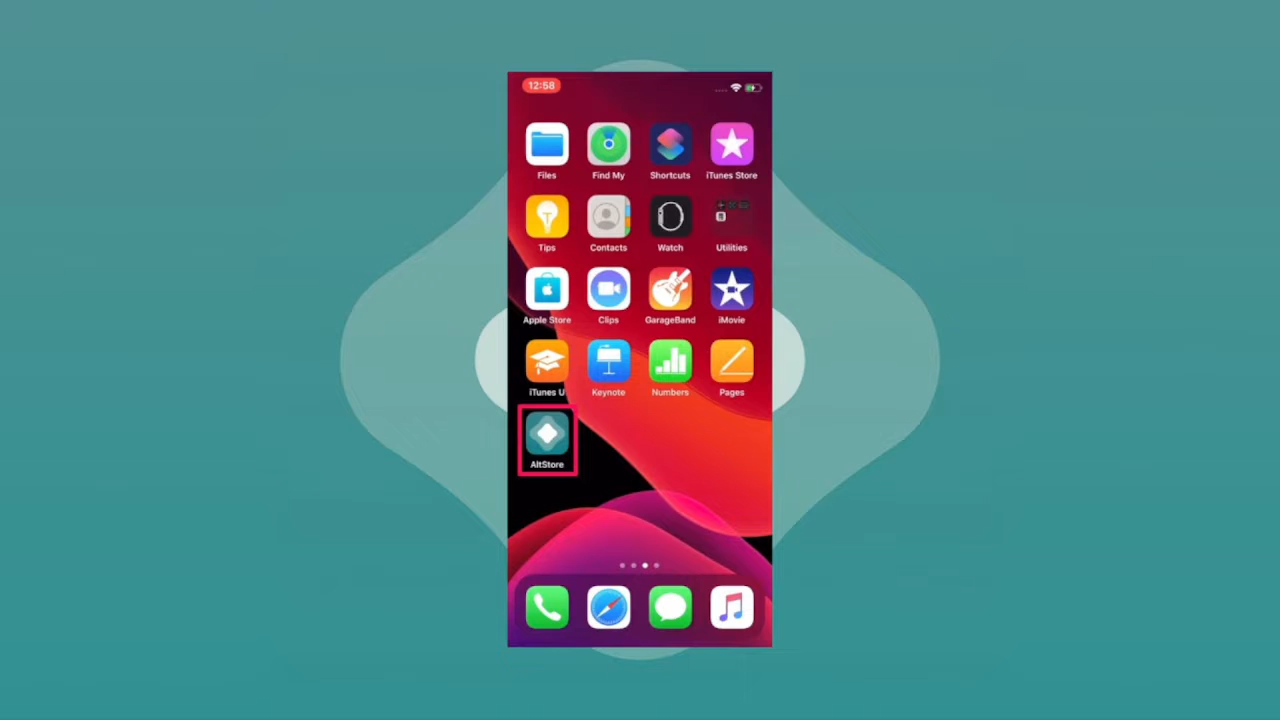 12:58
Files Find My Shortcuts iTunes Store
Tips Contacts Watch Utilities
Apple Store Clips GarageBand iMovie
iTunes U Keynote Numbers Pages
AltStore